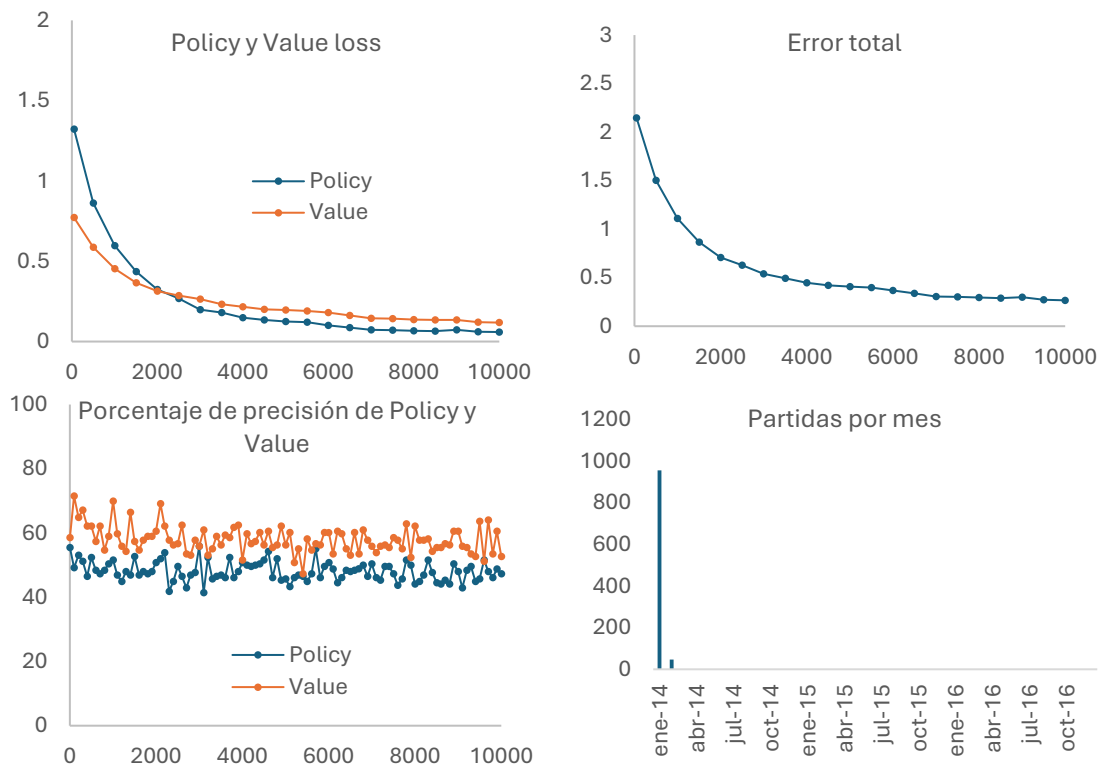 Policy y Value loss
2
1.5
1
0.5
0
Policy
Value
0 2000 4000 6000 8000 10000
Error total
3
2.5
2
1.5
1
0.5
0
0 2000 4000 6000 8000 10000
Porcentaje de precisión de Policy y
Value
100
80
60
40
20
0
Policy
Value
0 2000 4000 6000 8000 10000
Partidas por mes
1200
1000
800
600
400
200
0
ene-14
abr-14
jul-14
oct-14
ene-15
abr-15
jul-15
oct-15
ene-16
abr-16
jul-16
oct-16